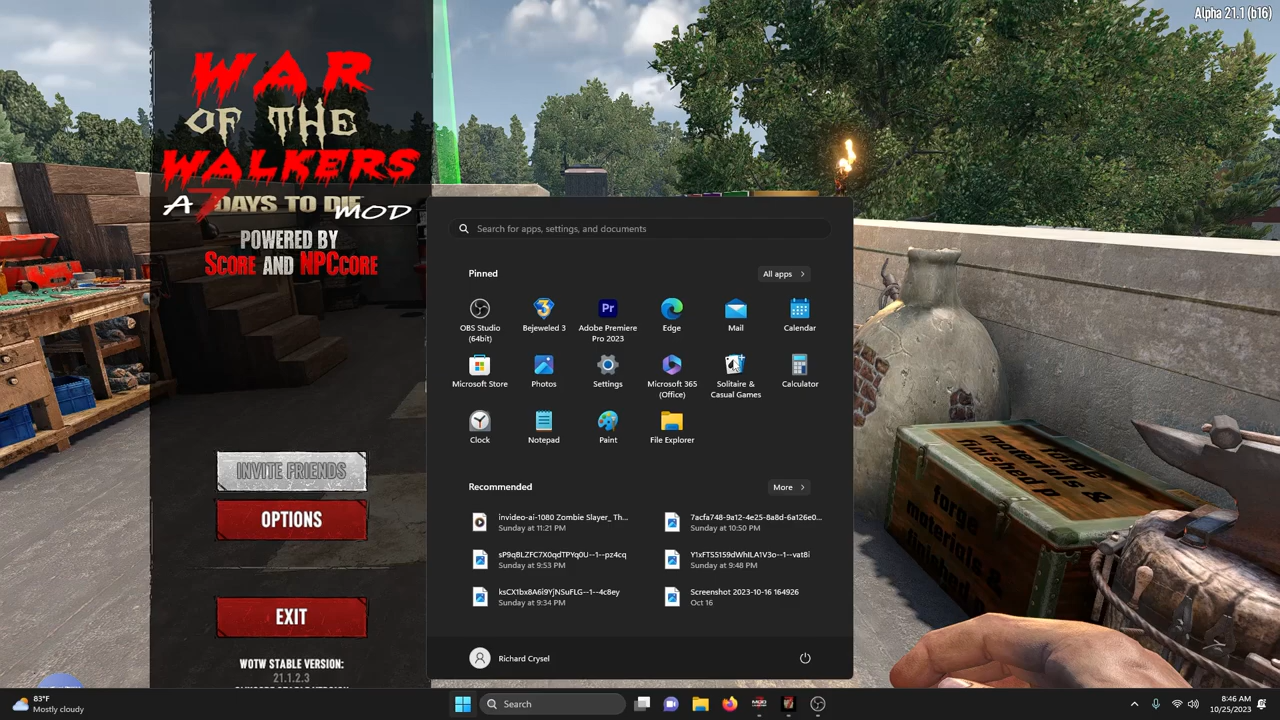 Alpha 21.1 (b16)
WAR
OF THE
WALKERS
A 7 DAYS TO DIE MOD
POWERED BY
SCORE AND NPCCORE
INVITE FRIENDS
OPTIONS
EXIT
WOTW STABLE VERSION:
21.1.2.3
Search for apps, settings, and documents
Pinned
All apps
OBS Studio
(64bit)
Bejeweled 3
Pr
Adobe Premiere
Pro 2023
Edge
Mail
Calendar
Microsoft Store
Photos
Settings
Microsoft 365
(Office)
Solitaire &
Casual Games
Calculator
Clock
Notepad
Paint
File Explorer
Recommended
More
invideo-ai-1080 Zombie Slayer_ Th...
Sunday at 11:21 PM
7acfa748-9a12-4e25-8a8d-6a126e0...
Sunday at 10:50 PM
sP9qBLZFC7X0qdTPYq0U--1--pz4cq
Sunday at 9:53 PM
Y1xFTS5159dWhILA1V3o--1--vat8i
Sunday at 9:48 PM
ksCX1bx8A6i9YjNSuFLG--1--4c8ey
Sunday at 9:34 PM
Screenshot 2023-10-16 164926
Oct 16
Richard Crysel
forge
materials &
finished p
83°F
Mostly cloudy
Search
8:46 AM
10/25/2023